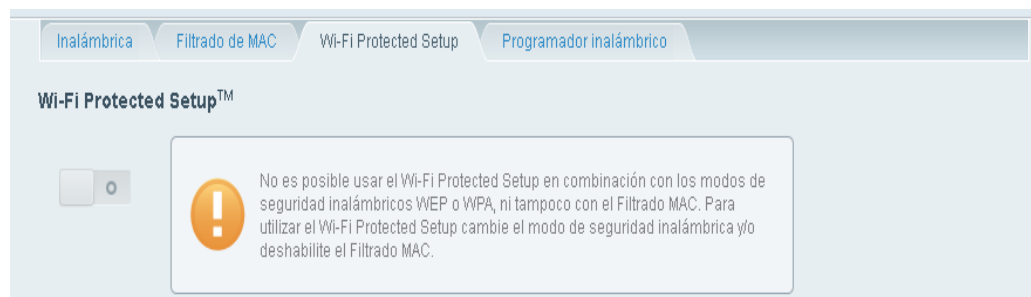 Inalámbrica Filtrado de MAC Wi-Fi Protected Setup Programador inalámbrico
Wi-Fi Protected Setup™
No es posible usar el Wi-Fi Protected Setup en combinación con los modos de
seguridad inalámbricos WEP o WPA, ni tampoco con el Filtrado MAC. Para
utilizar el Wi-Fi Protected Setup cambie el modo de seguridad inalámbrica y/o
deshabilite el Filtrado MAC.